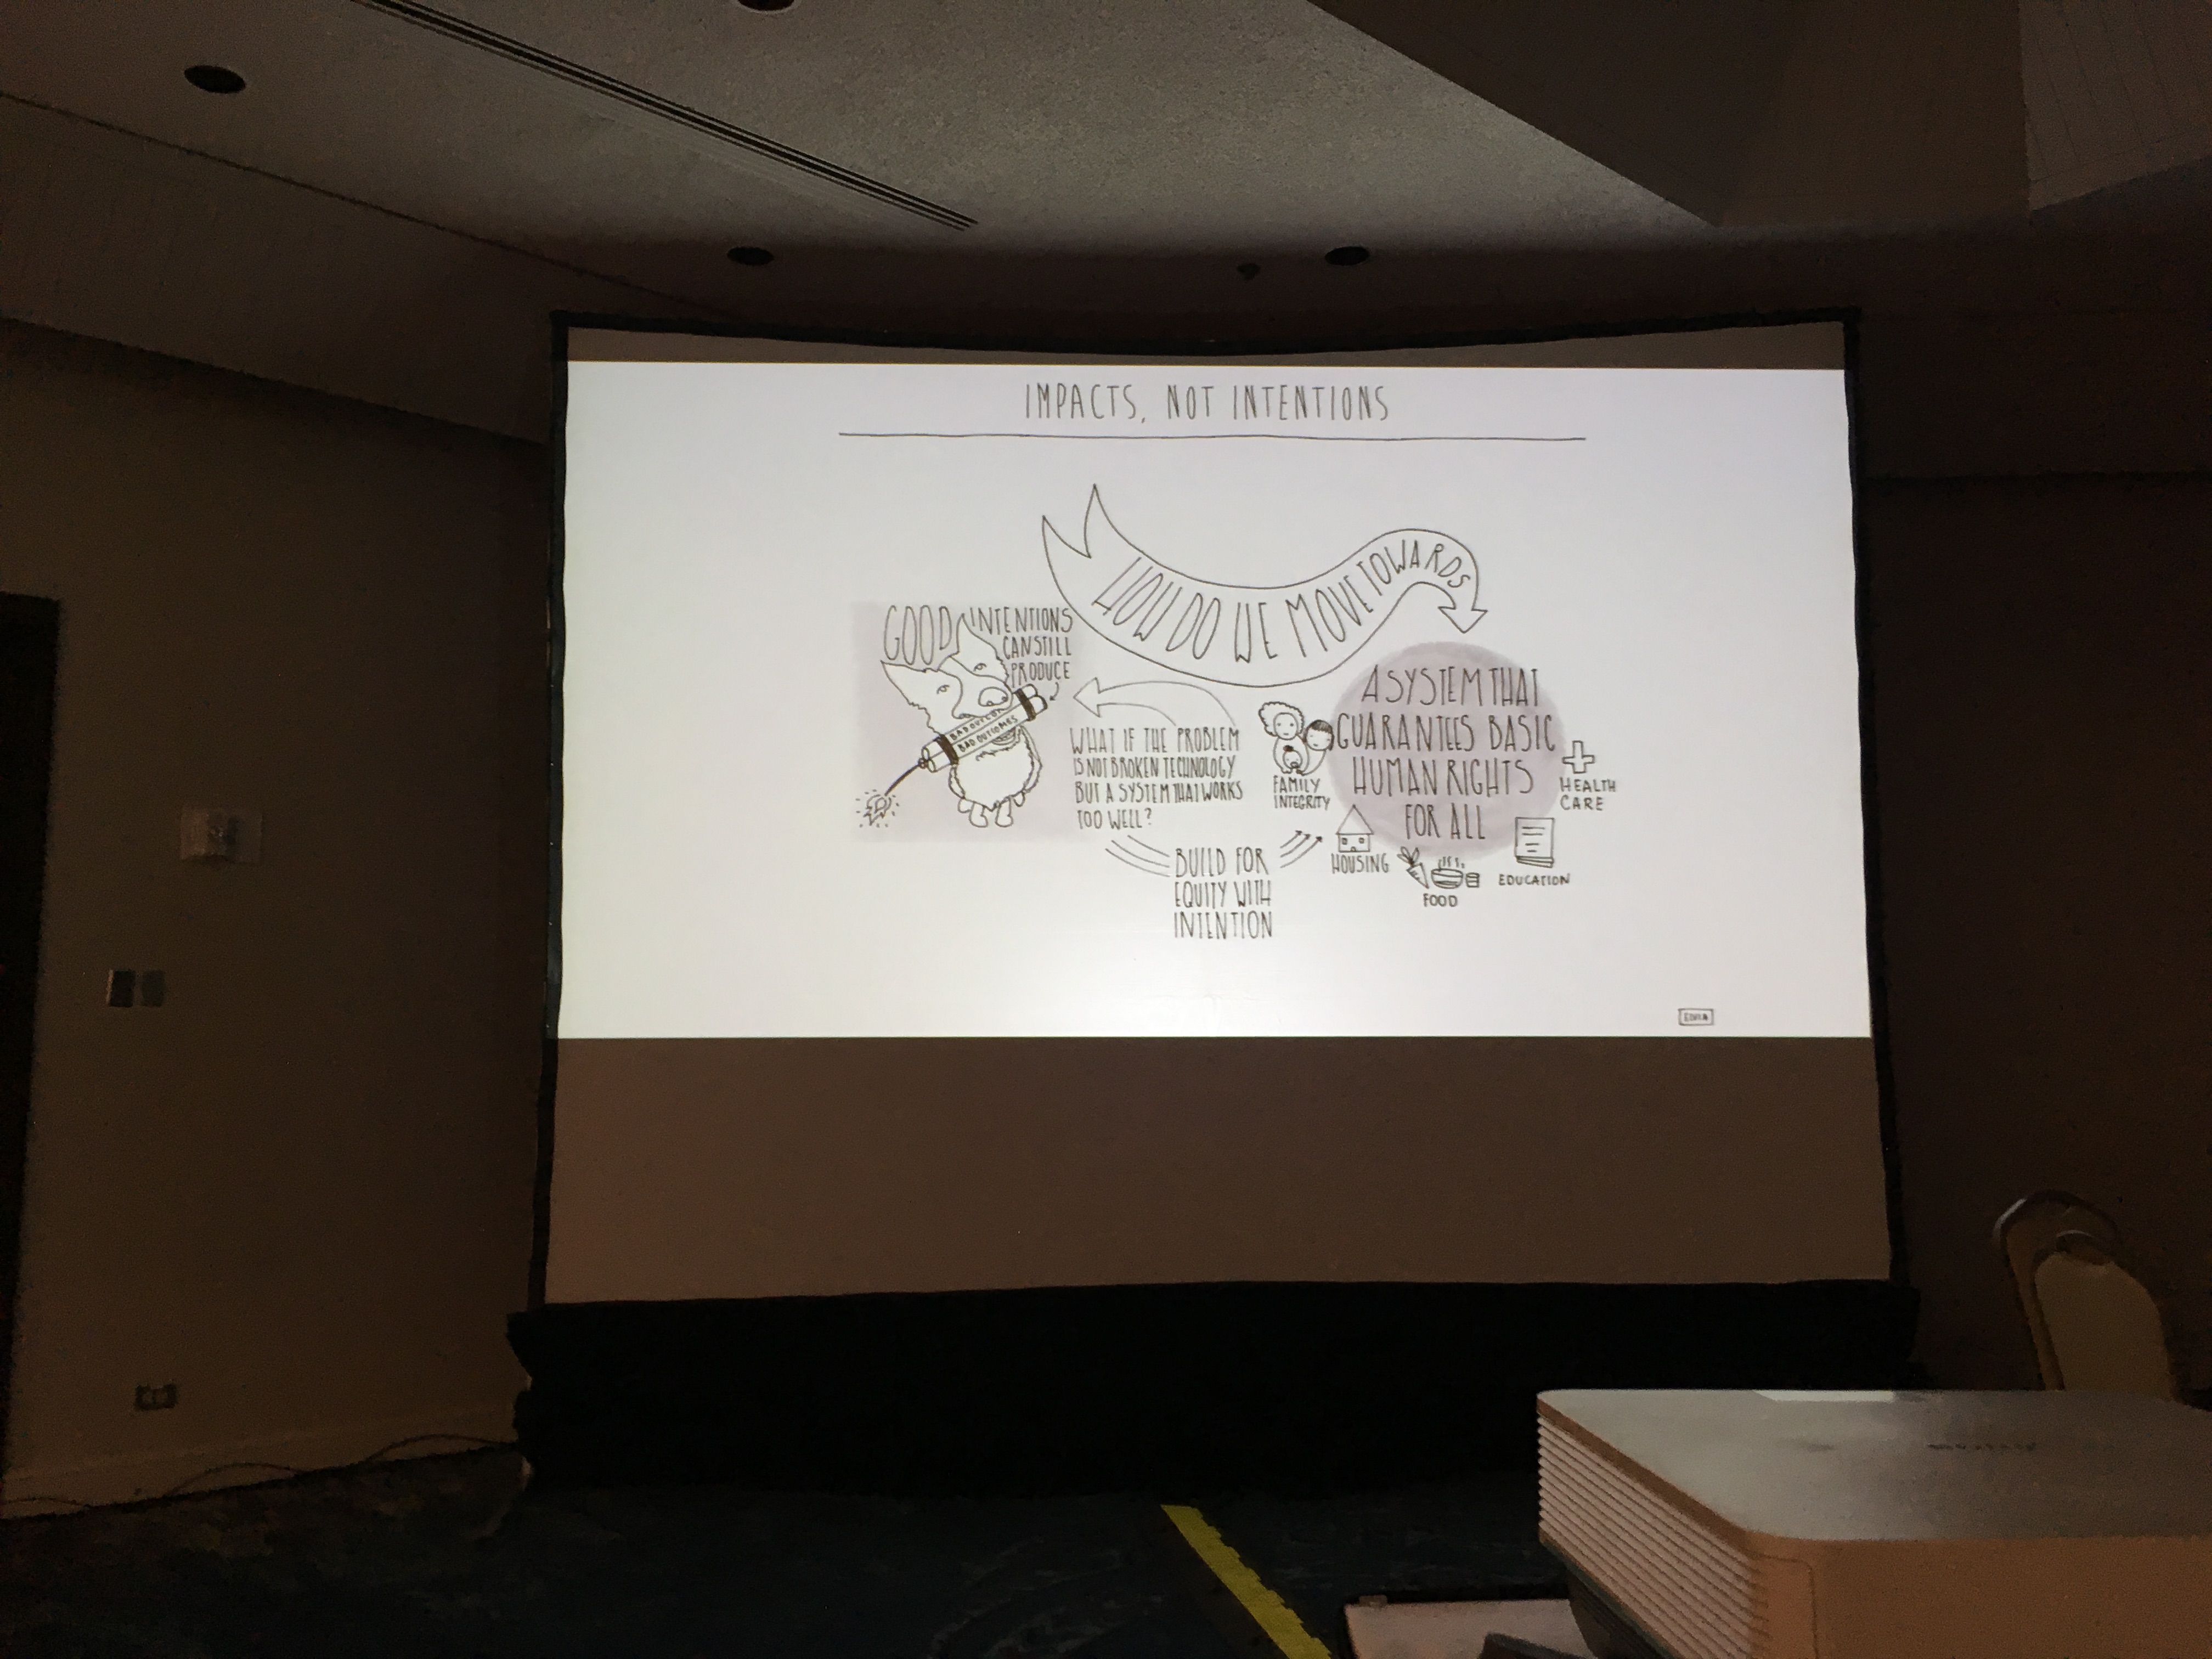 IMPACTS, NOT INTENTIONS
HOW DO WE MOVE TOWARDS
GOOD INTENTIONS
CAN STILL
PRODUCE
BAD OUTCOMES
BAD OUTCOMES
WHAT IF THE PROBLEM
IS NOT BROKEN TECHNOLOGY
BUT A SYSTEM THAT WORKS
TOO WELL?
BUILD FOR
EQUITY WITH
INTENTION
A SYSTEM THAT
GUARANTEES BASIC
HUMAN RIGHTS
FOR ALL
FAMILY
INTEGRITY
HOUSING
FOOD
EDUCATION
HEALTH
CARE